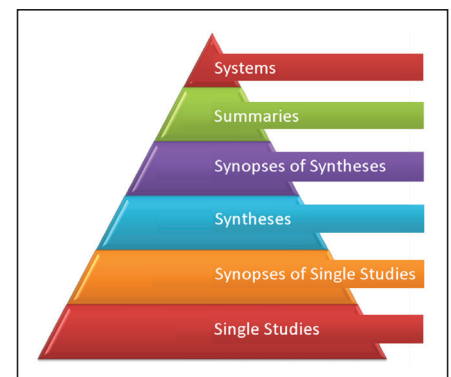 Systems
Summaries
Synopses of Syntheses
Syntheses
Synopses of Single Studies
Single Studies